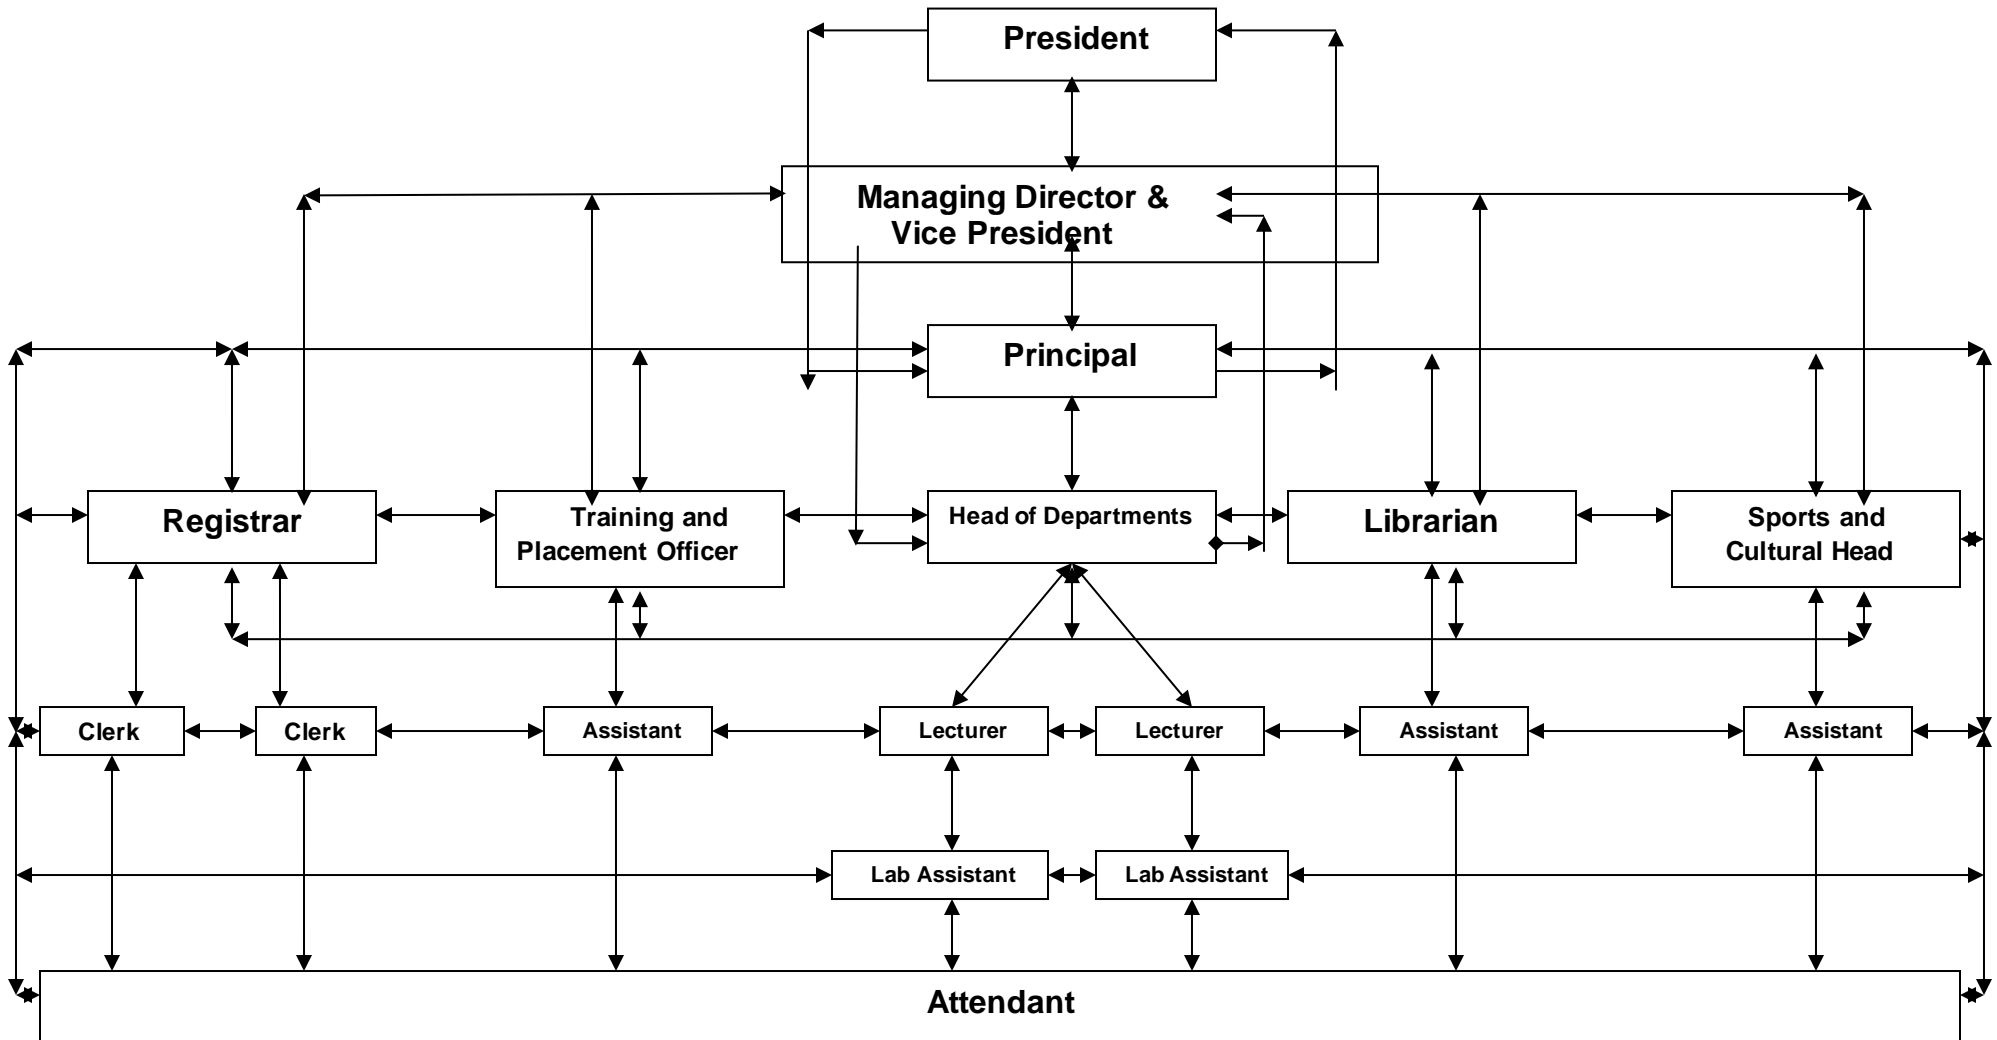 President
Managing Director &
Vice President
Principal
Registrar
Training and
Placement Officer
Head of Departments
Librarian
Sports and
Cultural Head
Clerk
Clerk
Assistant
Lecturer
Lecturer
Assistant
Assistant
Lab Assistant
Lab Assistant
Attendant